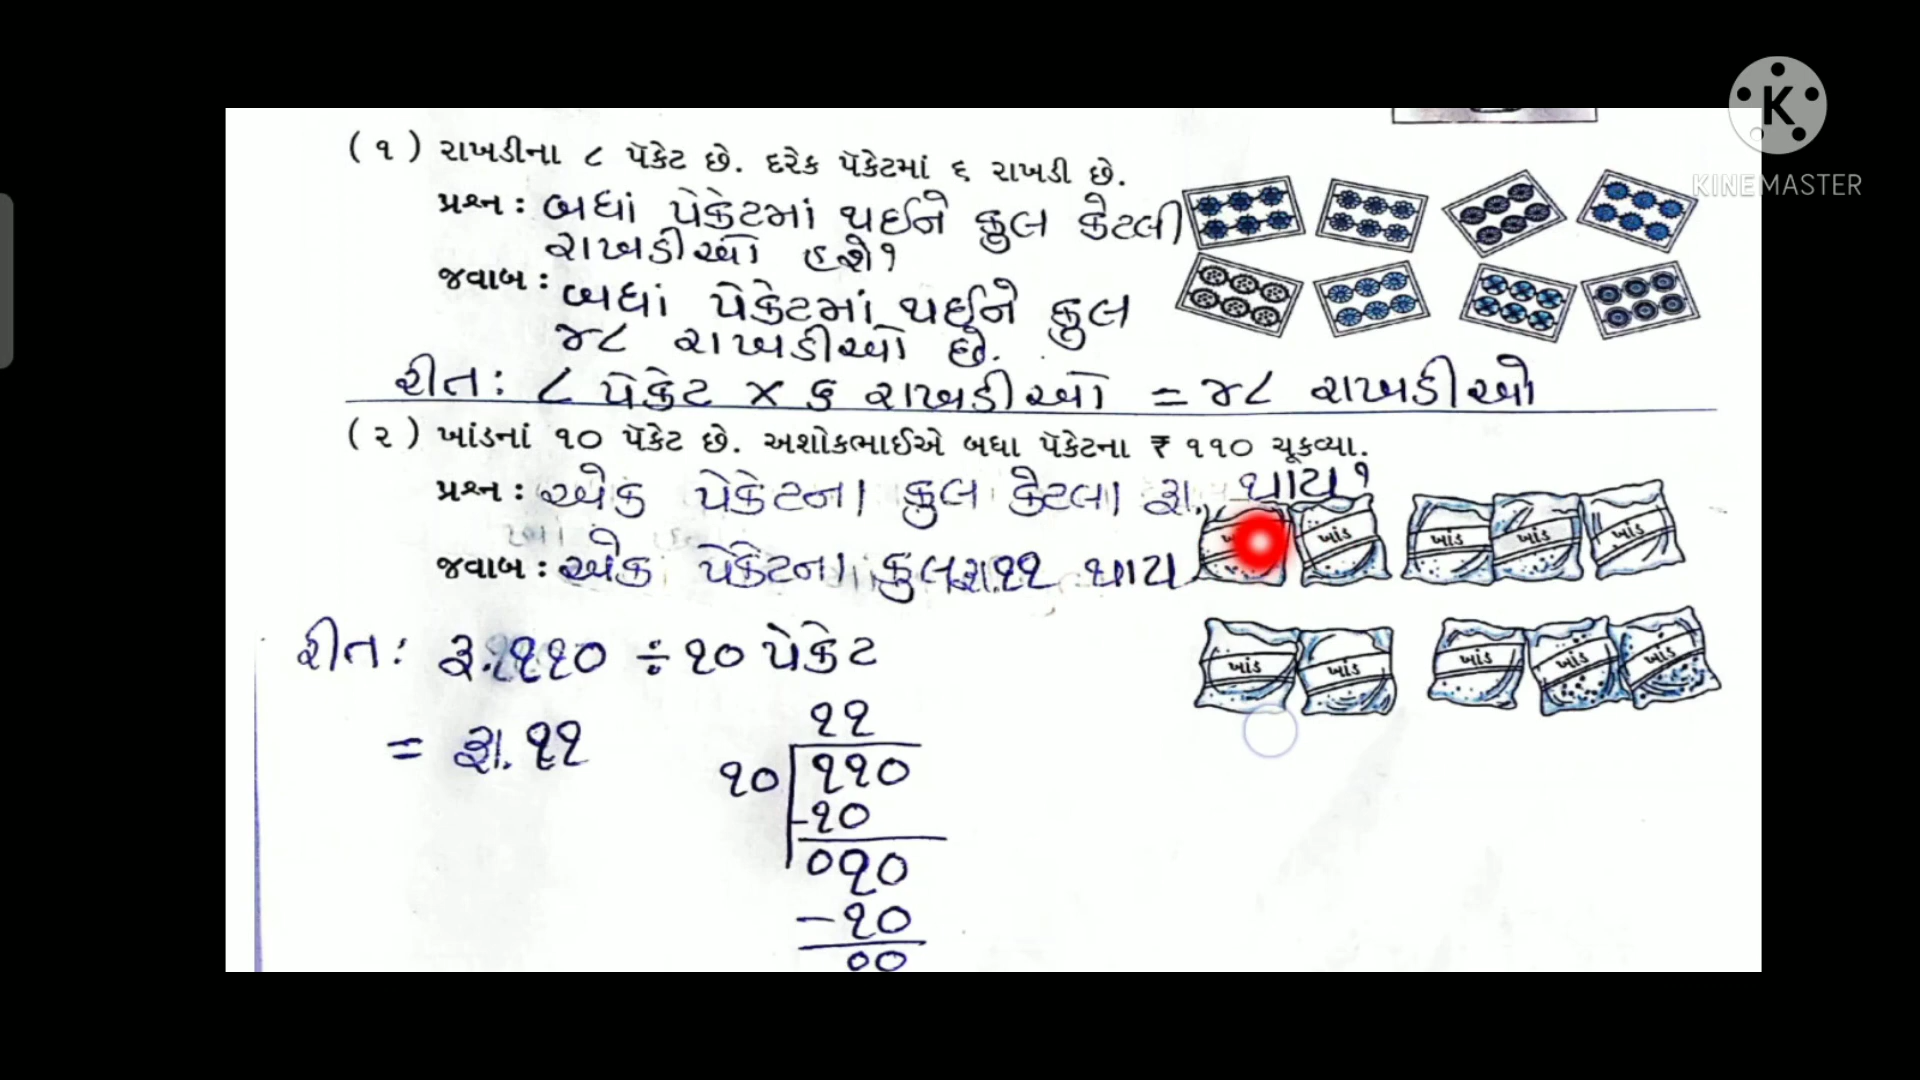 (૧) રાખડીના ૮ પૅકેટ છે. દરેક પૅકેટમાં ૬ રાખડી છે.
પ્રશ્ન : બધાં પેકેટમાં થઈને કુલ કેટલી
રાખડીઓ હશે?
જવાબ : બધાં પેકેટમાં થઈને કુલ
૪૮ રાખડીઓ છે.
રીત: ૮ પેકેટ × ૬ રાખડીઓ = ૪૮ રાખડીઓ
(૨) ખાંડનાં ૧૦ પૅકેટ છે. અશોકભાઈએ બધા પૅકેટના ₹ ૧૧૦ ચૂકવ્યા.
પ્રશ્ન : એક પેકેટના કુલ કેટલા રૂા. થાય?
જવાબ : એક પેકેટના કુલ રૂા.૧૧ થાય
ખાંડ ખાંડ ખાંડ ખાંડ
ખાંડ ખાંડ ખાંડ ખાંડ ખાંડ
રીત: રૂ.૧૧૦ ÷ ૧૦ પેકેટ
= રૂા. ૧૧
૧૧
૧૦ ૧૧૦
-૧૦
૦૧૦
-૧૦
૦૦
K
KINEMASTER